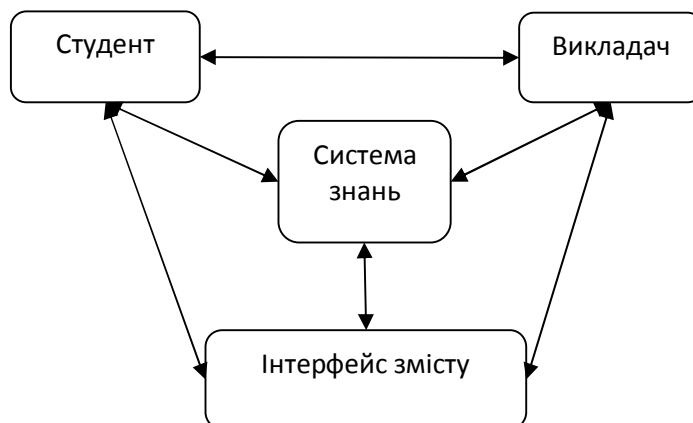 Студент
Викладач
Система
знань
Інтерфейс змісту